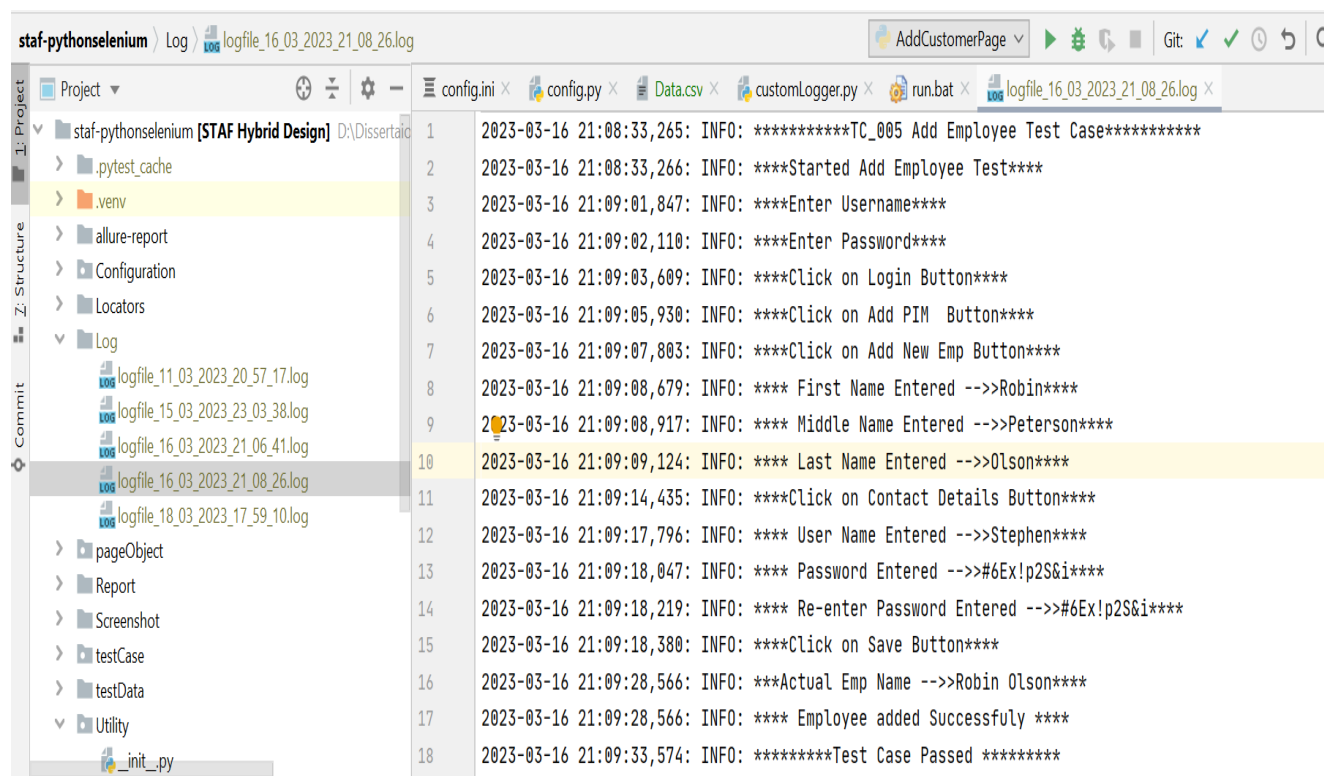 staf-pythonselenium Log logfile_16_03_2023_21_08_26.log AddCustomerPage Git:
Project config.ini config.py Data.csv customLogger.py run.bat logfile_16_03_2023_21_08_26.log
1: Project
Z: Structure
Commit
staf-pythonselenium [STAF Hybrid Design] D:\Dissertaio
.pytest_cache
.venv
allure-report
Configuration
Locators
Log
LOG logfile_11_03_2023_20_57_17.log
LOG logfile_15_03_2023_23_03_38.log
LOG logfile_16_03_2023_21_06_41.log
LOG logfile_16_03_2023_21_08_26.log
LOG logfile_18_03_2023_17_59_10.log
pageObject
Report
Screenshot
testCase
testData
Utility
__init__.py
1 2023-03-16 21:08:33,265: INFO: ***********TC_005 Add Employee Test Case***********
2 2023-03-16 21:08:33,266: INFO: ****Started Add Employee Test****
3 2023-03-16 21:09:01,847: INFO: ****Enter Username****
4 2023-03-16 21:09:02,110: INFO: ****Enter Password****
5 2023-03-16 21:09:03,609: INFO: ****Click on Login Button****
6 2023-03-16 21:09:05,930: INFO: ****Click on Add PIM  Button****
7 2023-03-16 21:09:07,803: INFO: ****Click on Add New Emp Button****
8 2023-03-16 21:09:08,679: INFO: **** First Name Entered -->>Robin****
9 2023-03-16 21:09:08,917: INFO: **** Middle Name Entered -->>Peterson****
10 2023-03-16 21:09:09,124: INFO: **** Last Name Entered -->>Olson****
11 2023-03-16 21:09:14,435: INFO: ****Click on Contact Details Button****
12 2023-03-16 21:09:17,796: INFO: **** User Name Entered -->>Stephen****
13 2023-03-16 21:09:18,047: INFO: **** Password Entered -->>#6Ex!p2S&i****
14 2023-03-16 21:09:18,219: INFO: **** Re-enter Password Entered -->>#6Ex!p2S&i****
15 2023-03-16 21:09:18,380: INFO: ****Click on Save Button****
16 2023-03-16 21:09:28,566: INFO: ***Actual Emp Name -->>Robin Olson****
17 2023-03-16 21:09:28,566: INFO: **** Employee added Successfuly ****
18 2023-03-16 21:09:33,574: INFO: *********Test Case Passed *********